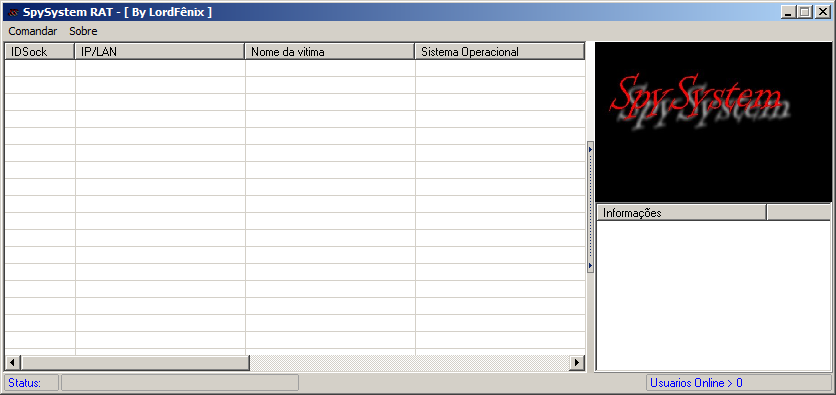 SpySystem RAT - [ By LordFênix ]
Comandar Sobre
IDSock IP/LAN Nome da vitima Sistema Operacional
SpySystem
Informações
Status: Usuarios Online > 0